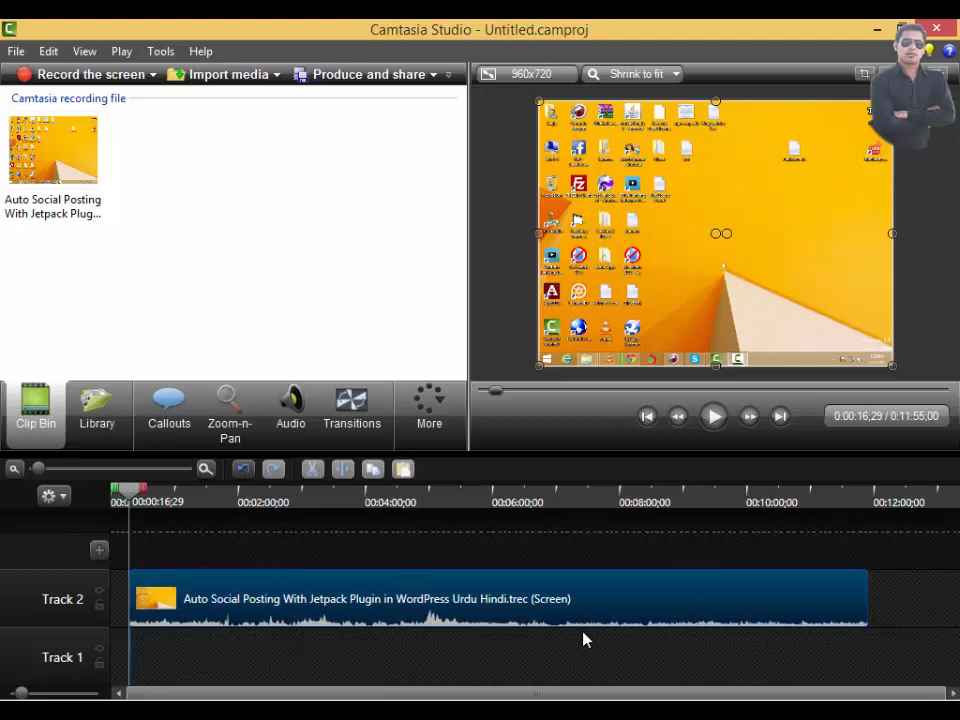 Camtasia Studio - Untitled.camproj
File Edit View Play Tools Help
Record the screen Import media Produce and share
960x720 Shrink to fit
Camtasia recording file
Auto Social Posting
With Jetpack Plug...
Clip Bin Library Callouts Zoom-n-
Pan Audio Transitions More
0:00:16;29 / 0:11:55;00
00:00:16;29 00:02:00;00 00:04:00;00 00:06:00;00 00:08:00;00 00:10:00;00 00:12:00;00
Track 2 Auto Social Posting With Jetpack Plugin in WordPress Urdu Hindi.trec (Screen)
Track 1